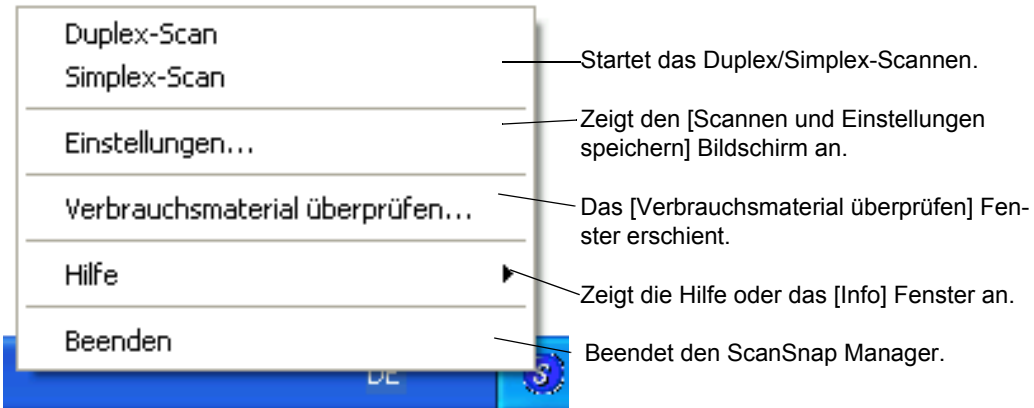 Duplex-Scan
Simplex-Scan
Startet das Duplex/Simplex-Scannen.
Einstellungen...
Zeigt den [Scannen und Einstellungen
speichern] Bildschirm an.
Verbrauchsmaterial überprüfen...
Das [Verbrauchsmaterial überprüfen] Fen-
ster erschient.
Hilfe
Zeigt die Hilfe oder das [Info] Fenster an.
Beenden
Beendet den ScanSnap Manager.
DE
S